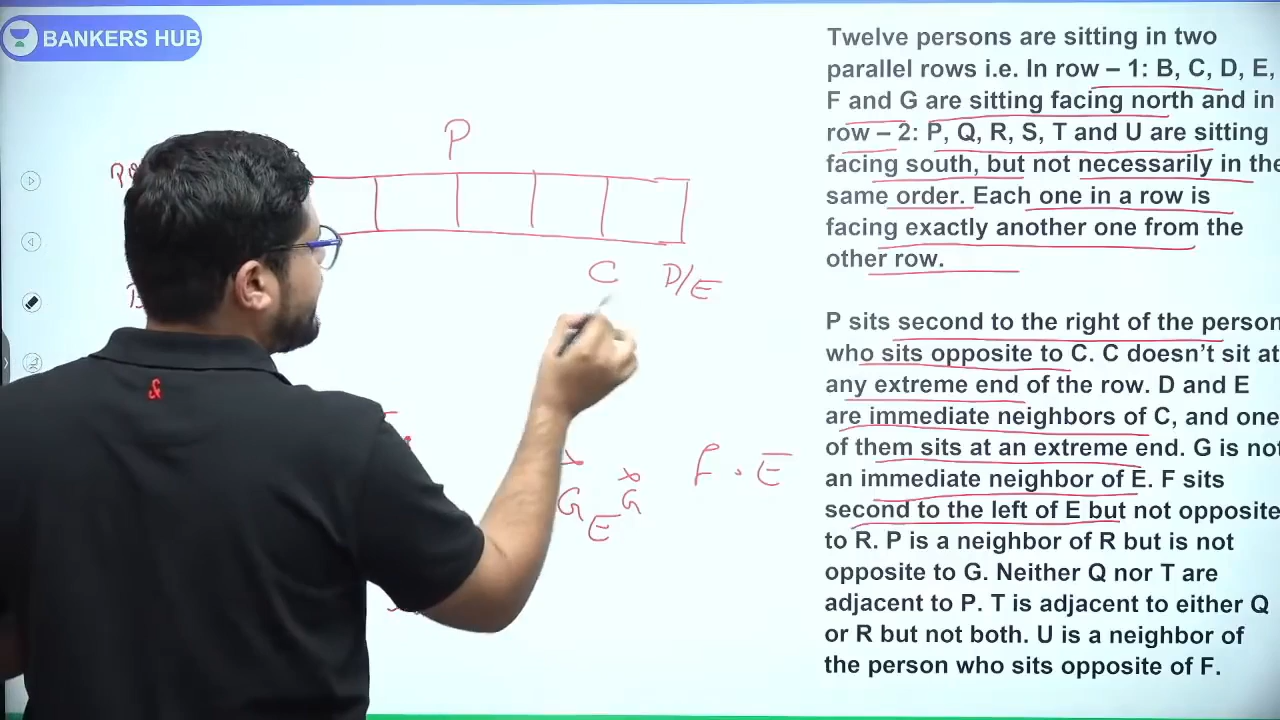 BANKERS HUB
Twelve persons are sitting in two
parallel rows i.e. In row – 1: B, C, D, E,
F and G are sitting facing north and in
row – 2: P, Q, R, S, T and U are sitting
facing south, but not necessarily in the
same order. Each one in a row is
facing exactly another one from the
other row.
P sits second to the right of the person
who sits opposite to C. C doesn’t sit at
any extreme end of the row. D and E
are immediate neighbors of C, and one
of them sits at an extreme end. G is not
an immediate neighbor of E. F sits
second to the left of E but not opposite
to R. P is a neighbor of R but is not
opposite to G. Neither Q nor T are
adjacent to P. T is adjacent to either Q
or R but not both. U is a neighbor of
the person who sits opposite of F.
P
C D/E
F . E
G E G